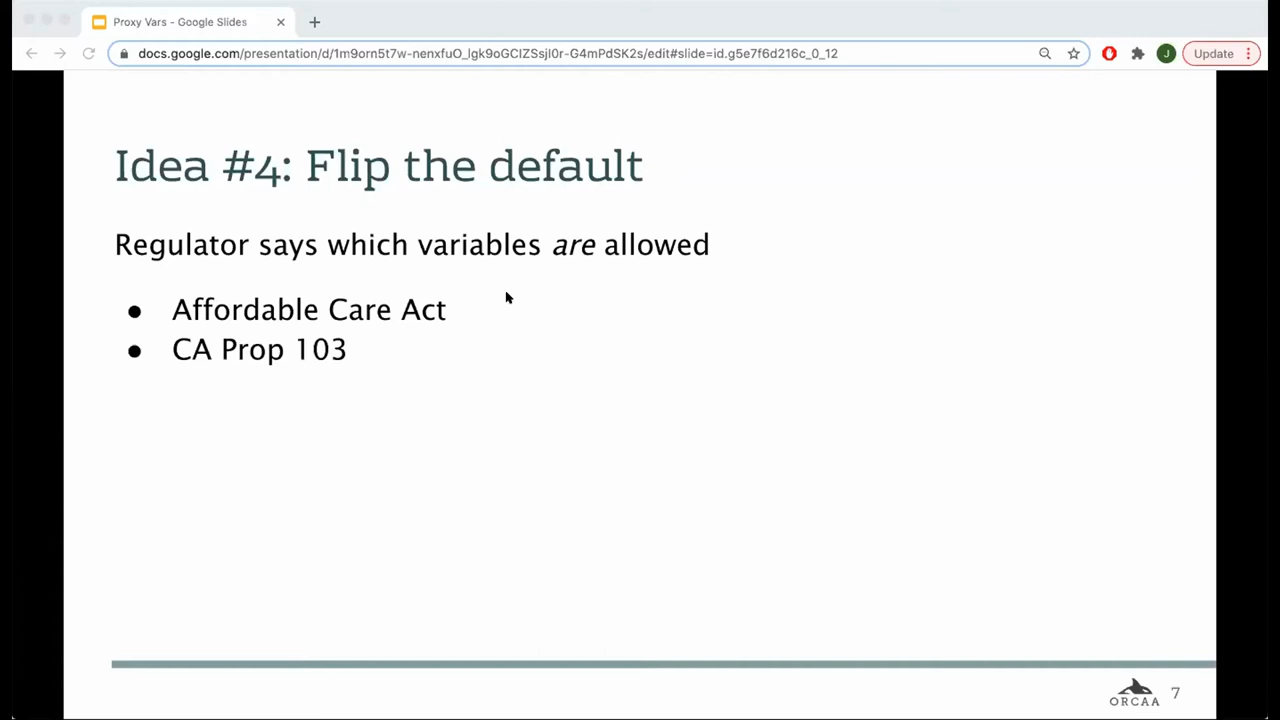 Proxy Vars - Google Slides
docs.google.com/presentation/d/1m9orn5t7w-nenxfuO_lgk9oGCIZSsjI0r-G4mPdSK2s/edit#slide=id.g5e7f6d216c_0_12
J
Update
Idea #4: Flip the default
Regulator says which variables are allowed
● Affordable Care Act
● CA Prop 103
ORCAA
7